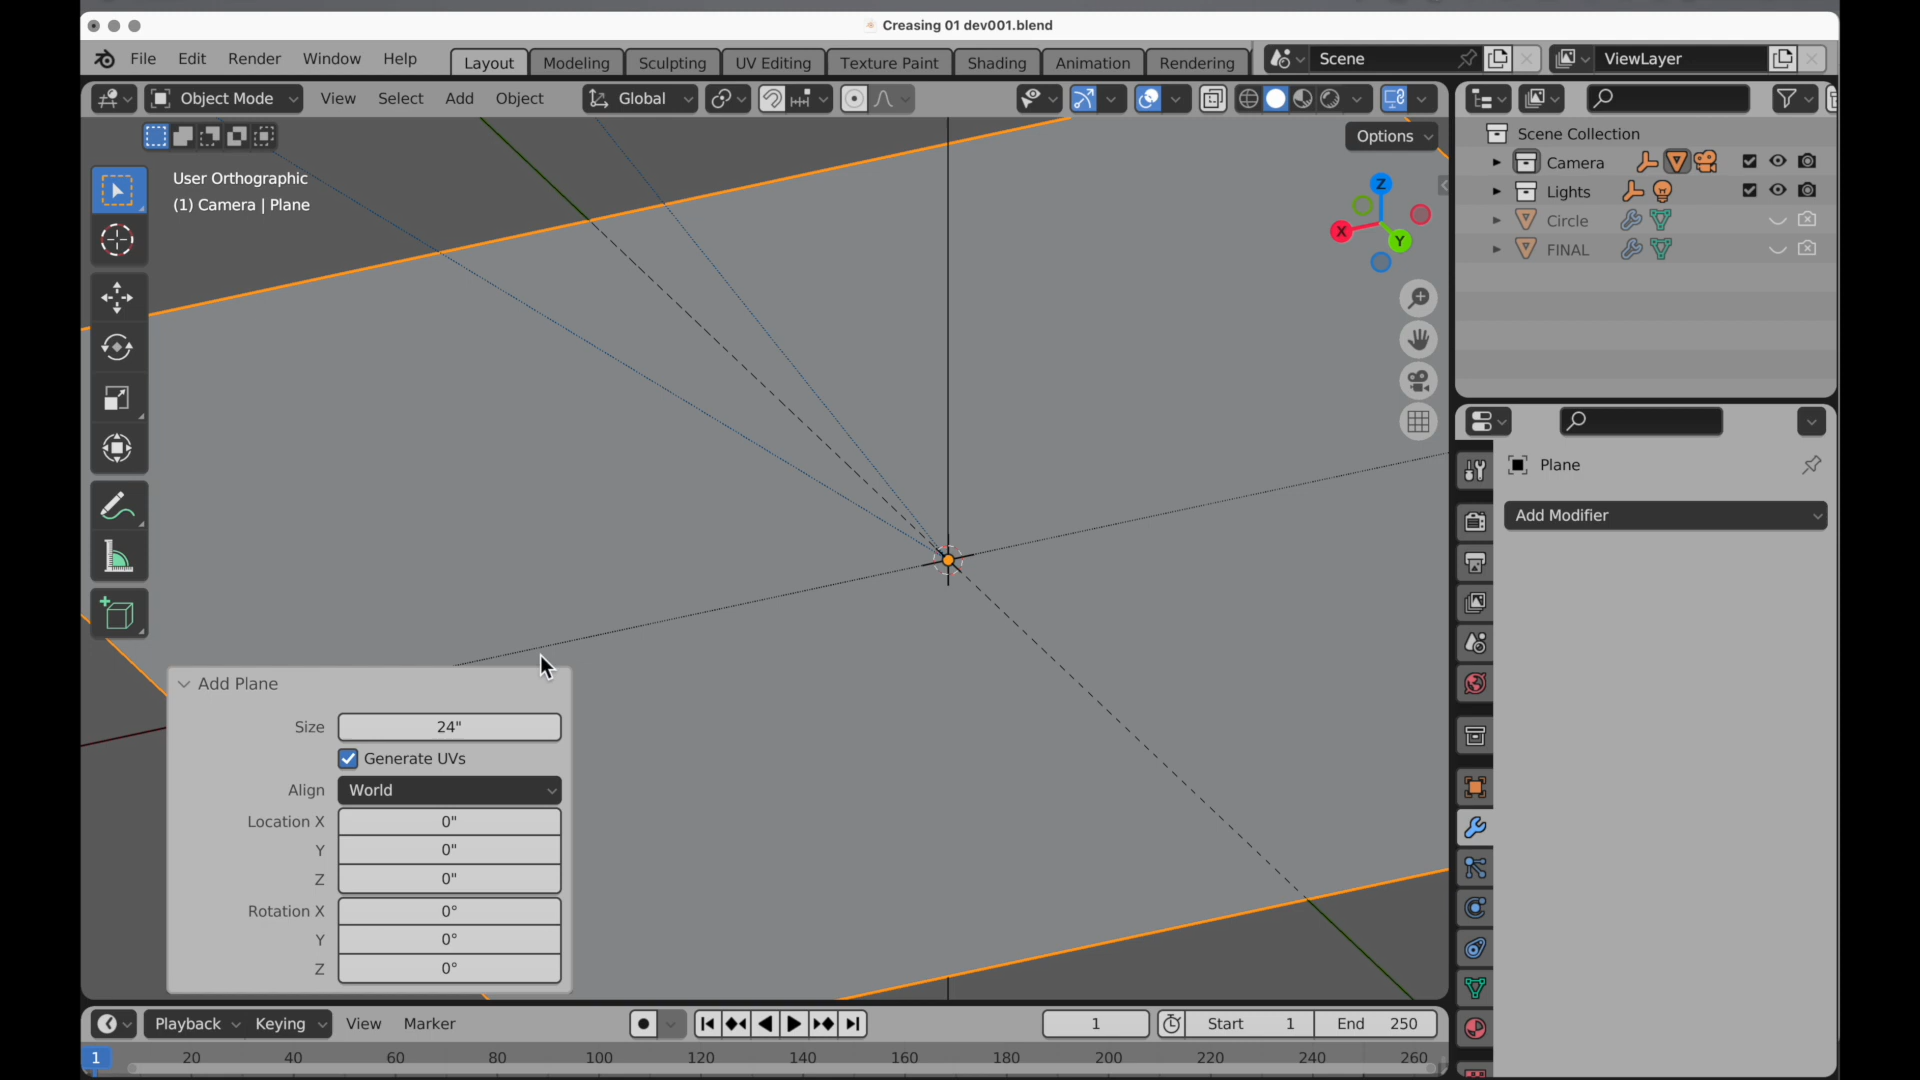 Creasing 01 dev001.blend
File Edit Render Window Help Layout Modeling Sculpting UV Editing Texture Paint Shading Animation Rendering Scene ViewLayer
Object Mode View Select Add Object Global
Options
User Orthographic
(1) Camera | Plane
Z
X
Y
Scene Collection
Camera
Lights
Circle
FINAL
Plane
Add Modifier
Add Plane
Size 24"
Generate UVs
Align World
Location X 0"
Y 0"
Z 0"
Rotation X 0°
Y 0°
Z 0°
Playback Keying View Marker 1 Start 1 End 250
1 20 40 60 80 100 120 140 160 180 200 220 240 260